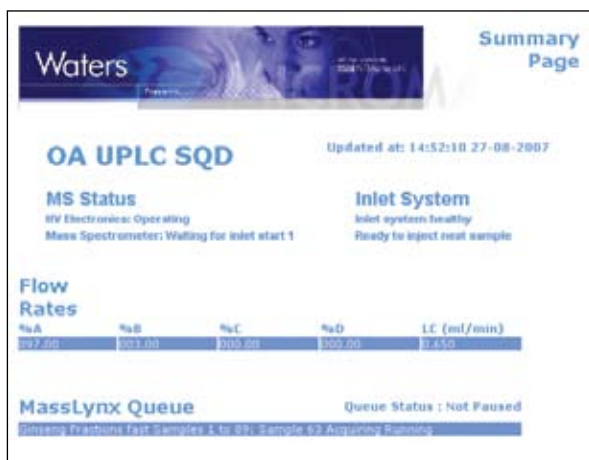 Waters
Summary
Page
OA UPLC SQD
Updated at: 14:52:10 27-08-2007
MS Status
Inlet System
HV Electronics: Operating
Inlet system healthy
Mass Spectrometer: Waiting for inlet start 1
Ready to inject next sample
Flow
Rates
%A %B %C %D LC (ml/min)
097.00 003.00 000.00 000.00 0.650
MassLynx Queue
Queue Status : Not Paused
Ginseng Fractions fast Samples 1 to 89: Sample 63 Acquiring Running